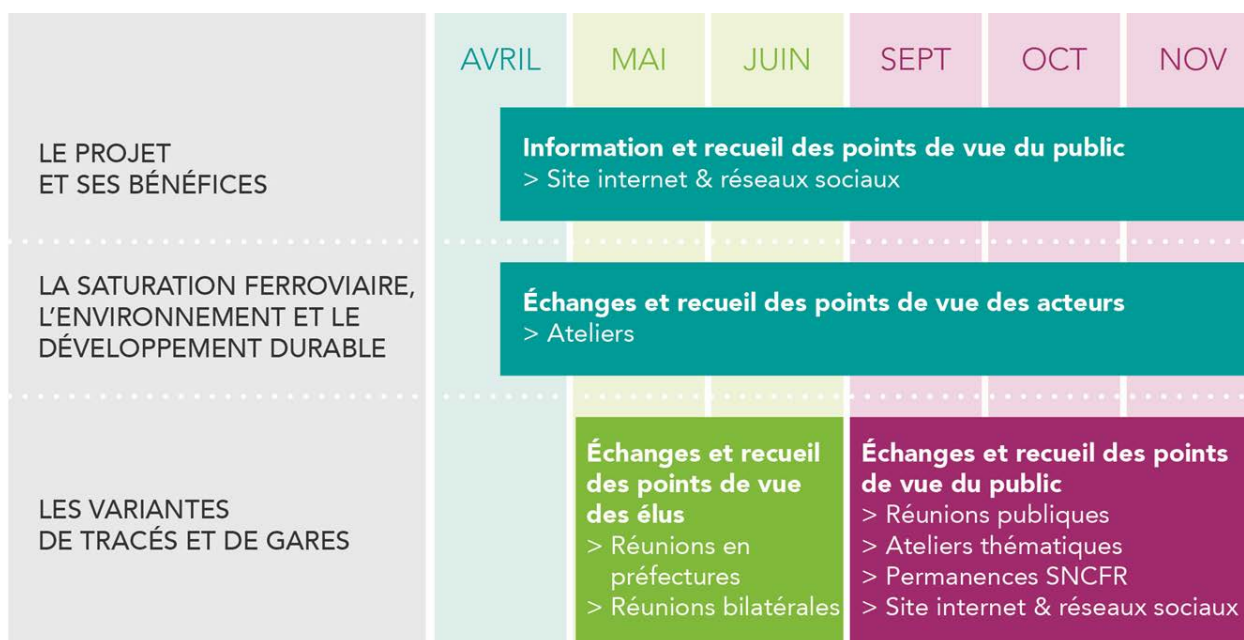 AVRIL MAI JUIN SEPT OCT NOV
LE PROJET
ET SES BÉNÉFICES
Information et recueil des points de vue du public
> Site internet & réseaux sociaux
LA SATURATION FERROVIAIRE,
L'ENVIRONNEMENT ET LE
DÉVELOPPEMENT DURABLE
Échanges et recueil des points de vue des acteurs
> Ateliers
LES VARIANTES
DE TRACÉS ET DE GARES
Échanges et recueil
des points de vue
des élus
> Réunions en
préfectures
> Réunions bilatérales
Échanges et recueil des points
de vue du public
> Réunions publiques
> Ateliers thématiques
> Permanences SNCFR
> Site internet & réseaux sociaux